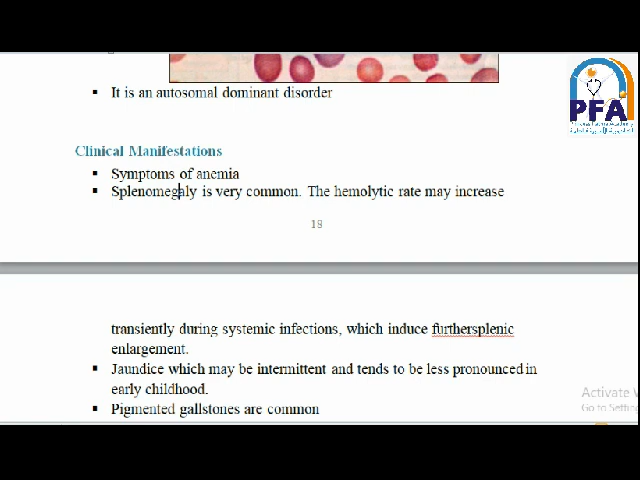 PFA
▪ It is an autosomal dominant disorder
Clinical Manifestations
▪ Symptoms of anemia
▪ Splenomegaly is very common. The hemolytic rate may increase
18
transiently during systemic infections, which induce furthersplenic
enlargement.
▪ Jaundice which may be intermittent and tends to be less pronounced in
early childhood.
▪ Pigmented gallstones are common
Activate
Go to Settin